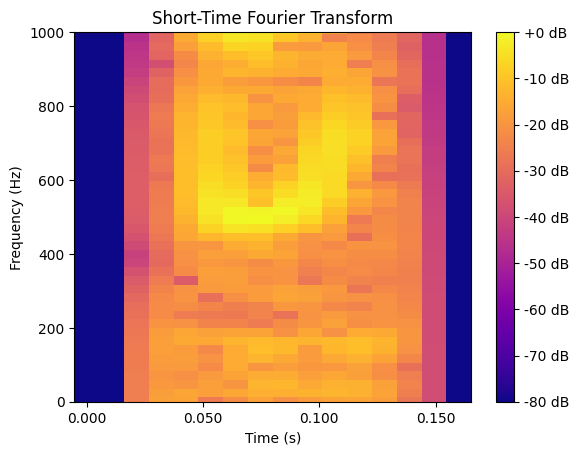 Short-Time Fourier Transform
1000
800
600
400
200
0
Frequency (Hz)
0.000
0.050
0.100
0.150
Time (s)
+0 dB
-10 dB
-20 dB
-30 dB
-40 dB
-50 dB
-60 dB
-70 dB
-80 dB